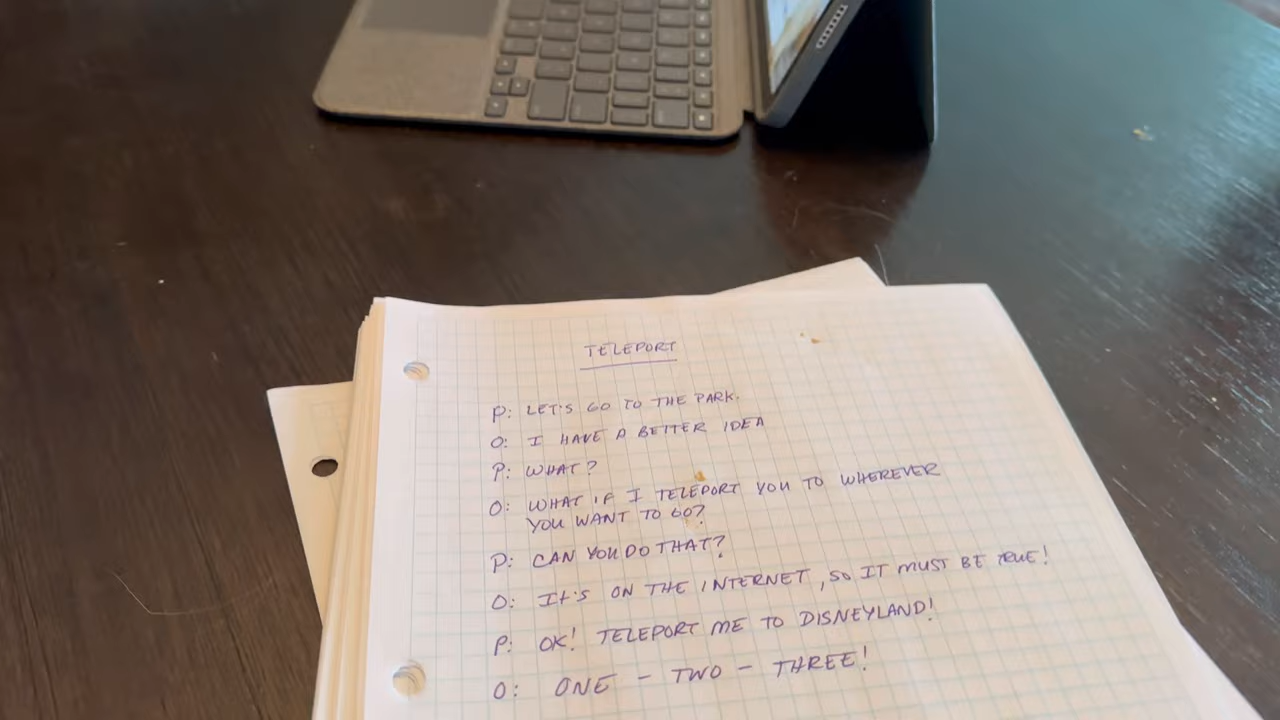 TELEPORT
P: LET'S GO TO THE PARK.
O: I HAVE A BETTER IDEA
P: WHAT?
O: WHAT IF I TELEPORT YOU TO WHEREVER
YOU WANT TO GO?
P: CAN YOU DO THAT?
O: IT'S ON THE INTERNET, SO IT MUST BE TRUE!
P: OK! TELEPORT ME TO DISNEYLAND!
O: ONE - TWO - THREE!